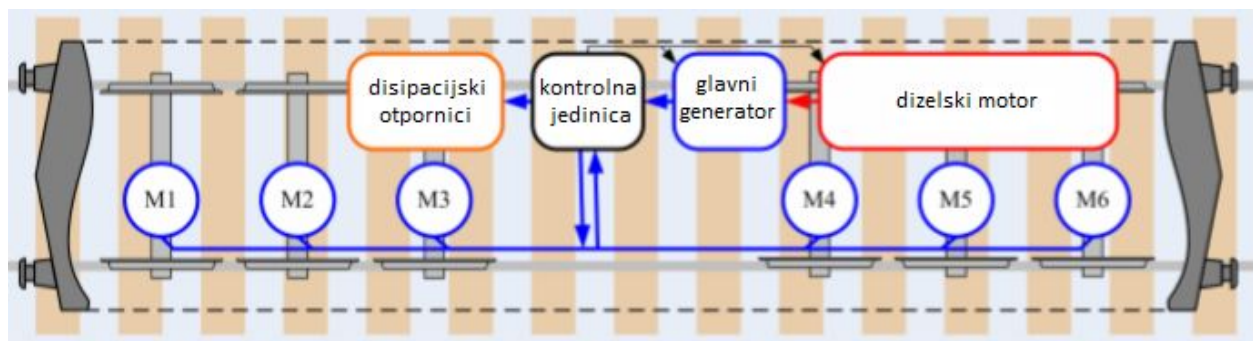 disipacijski
otpornici
kontrolna
jedinica
glavni
generator
dizelski motor
M1
M2
M3
M4
M5
M6